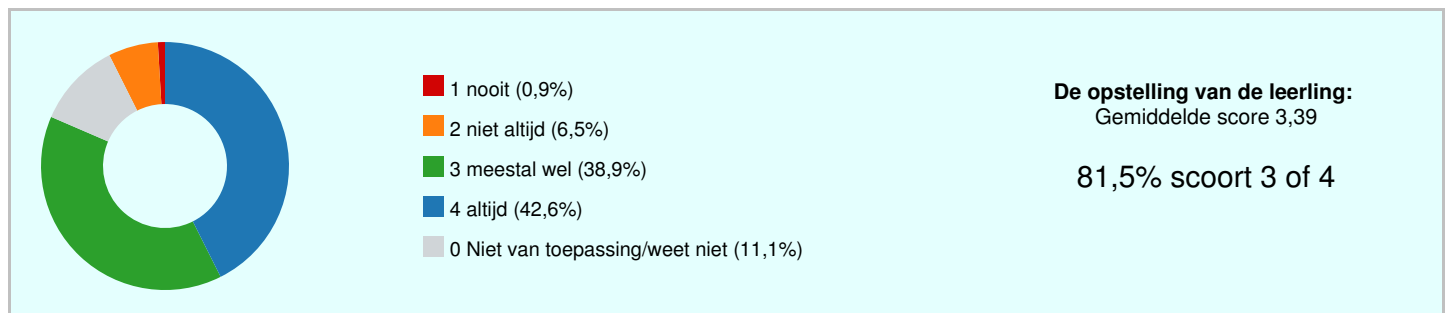 1 nooit (0,9%)
2 niet altijd (6,5%)
3 meestal wel (38,9%)
4 altijd (42,6%)
0 Niet van toepassing/weet niet (11,1%)
De opstelling van de leerling:
Gemiddelde score 3,39
81,5% scoort 3 of 4